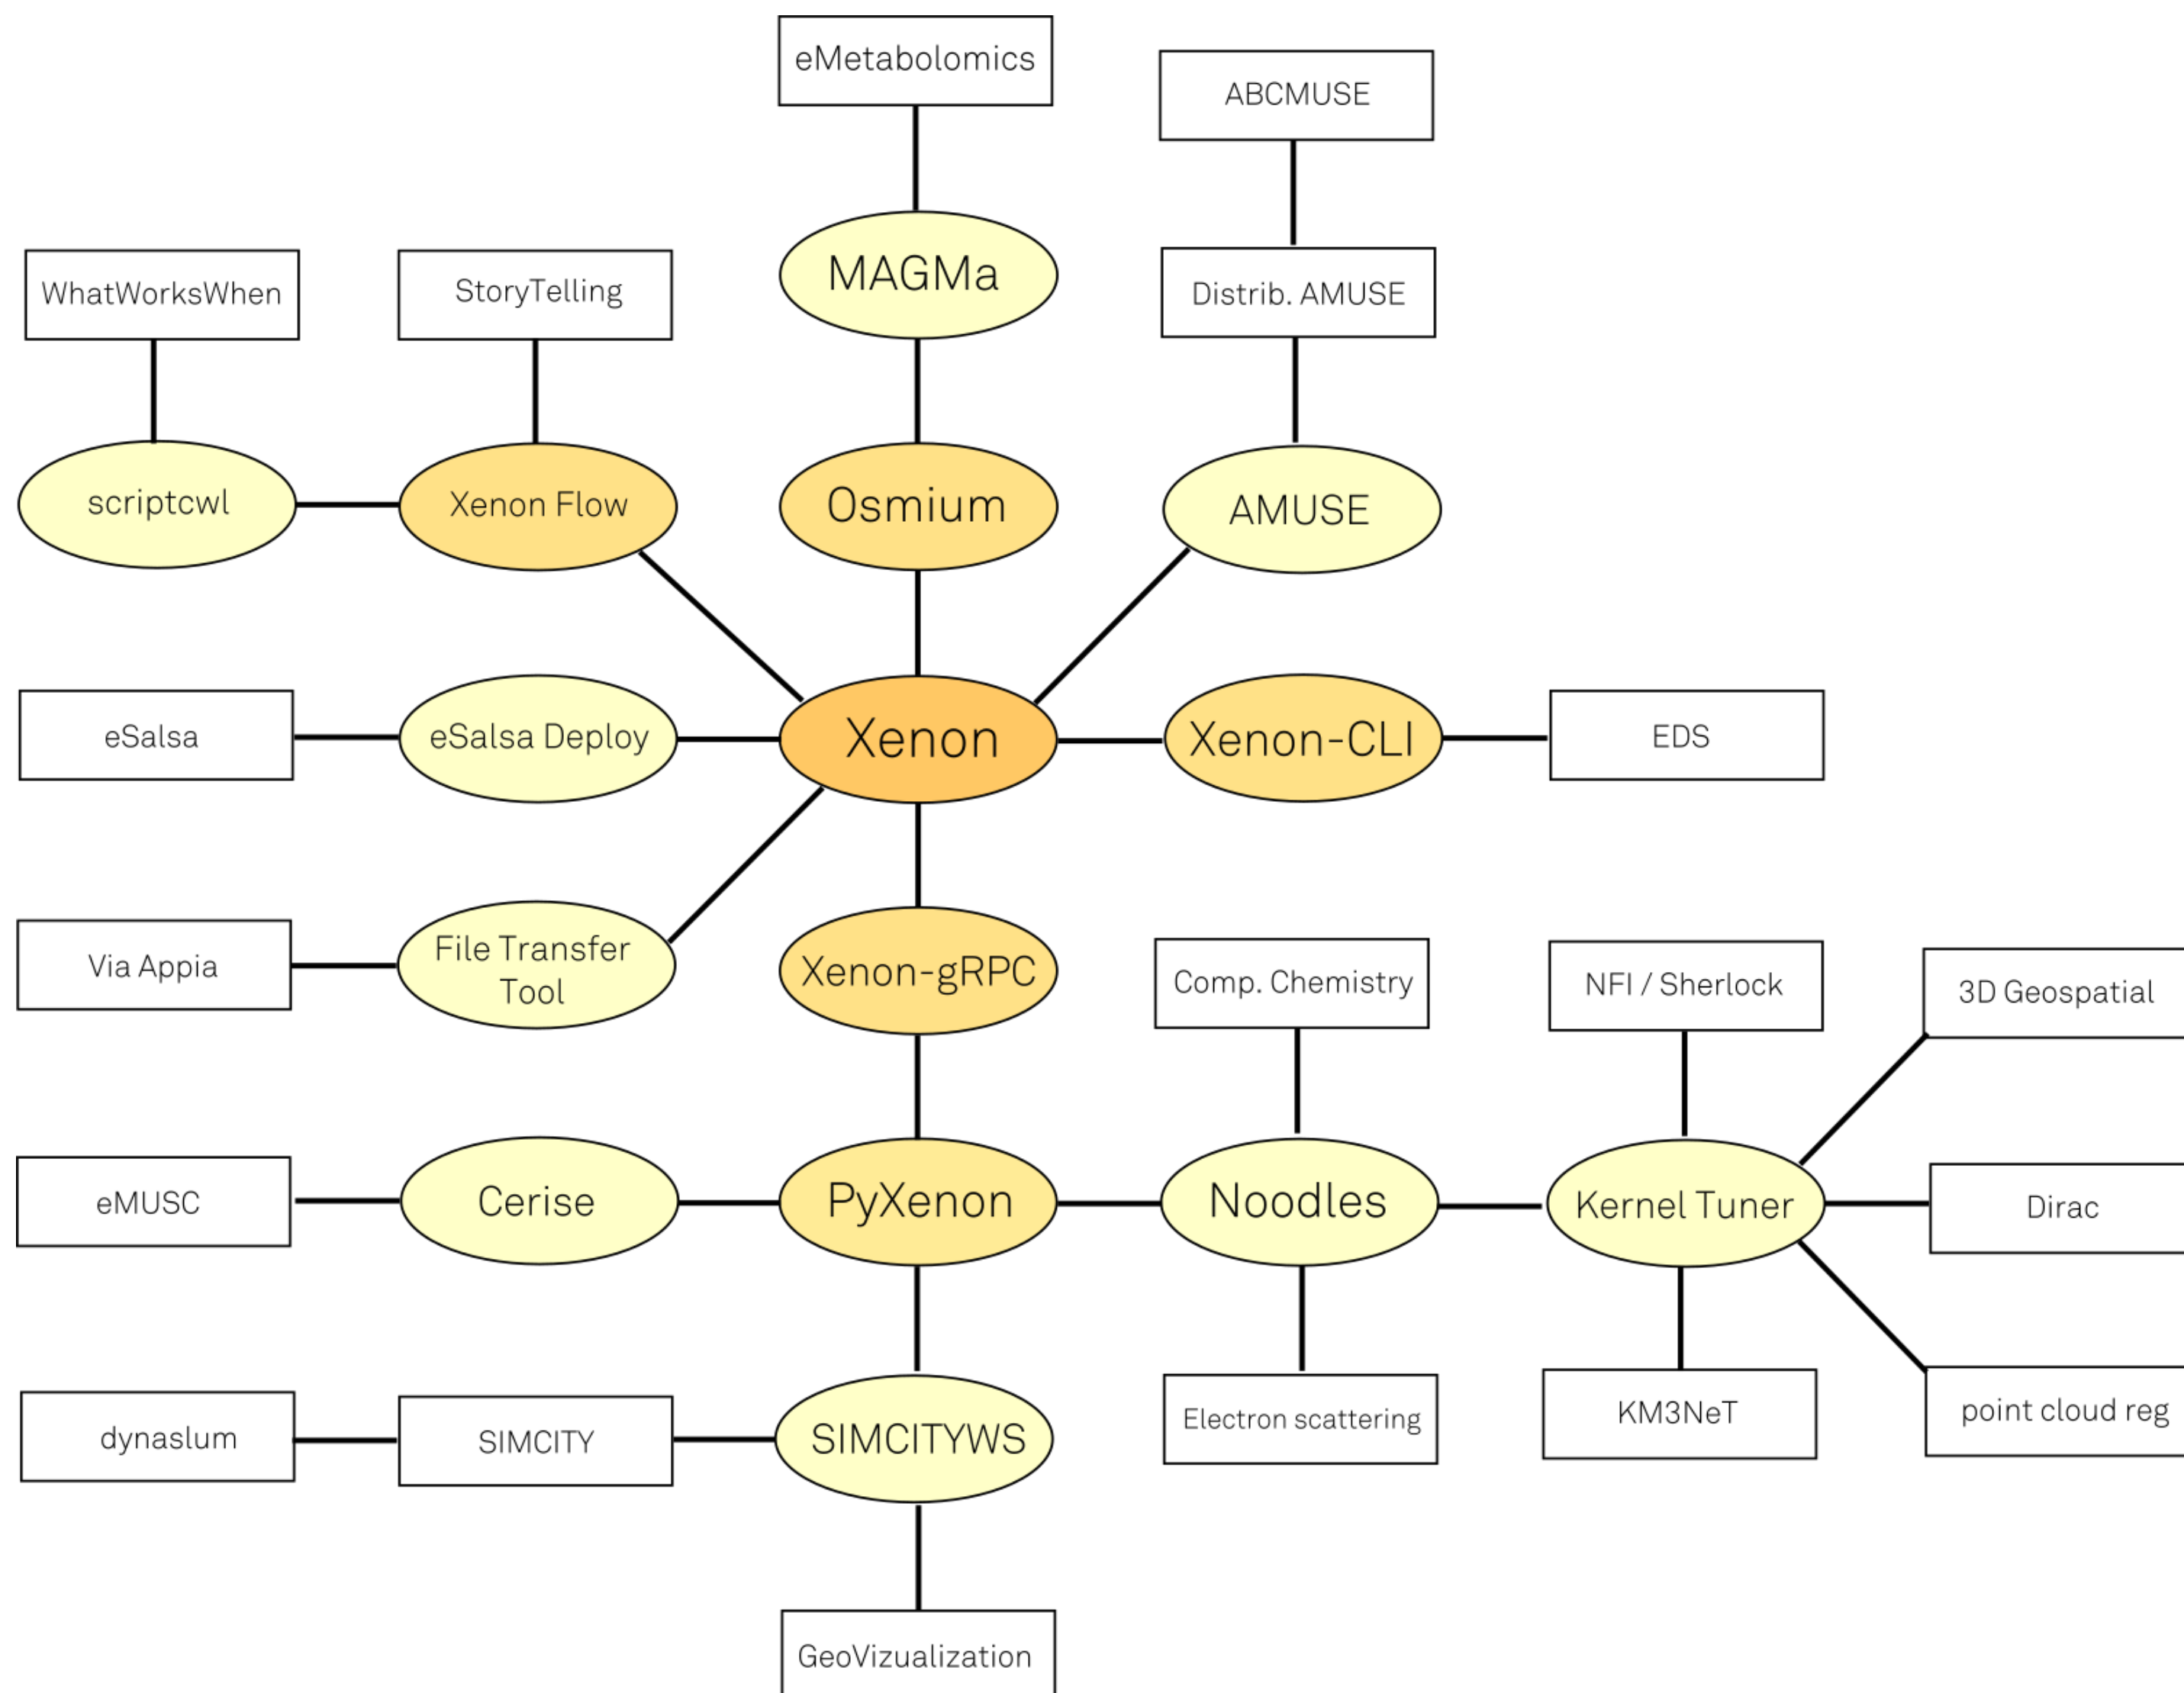 eMetabolomics
ABCMUSE
MAGMa
WhatWorksWhen
StoryTelling
Distrib. AMUSE
scriptcwl
Xenon Flow
Osmium
AMUSE
eSalsa
eSalsa Deploy
Xenon
Xenon-CLI
EDS
Via Appia
File Transfer
Tool
Xenon-gRPC
Comp. Chemistry
NFI / Sherlock
3D Geospatial
eMUSC
Cerise
PyXenon
Noodles
Kernel Tuner
Dirac
dynaslum
SIMCITY
SIMCITYWS
Electron scattering
KM3NeT
point cloud reg
GeoVizualization